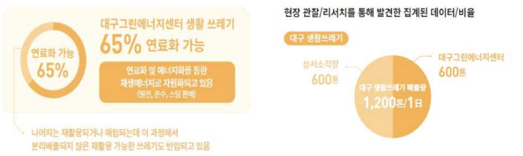 연료화 가능
65%
대구그린에너지센터 생활 쓰레기
65% 연료화 가능
연료화 및 에너지화를 통한
재생에너지로 자원화되고 있음
(발전, 온수, 스팀 판매)
나머지는 재활용되거나 매립되는데 이 과정에서
분리배출되지 않은 재활용 가능한 쓰레기도 반입되고 있음
현장 관찰/리서치를 통해 발견한 집계된 데이터/비율
대구 생활쓰레기
상서소각장
600톤
대구 생활쓰레기 배출량
1,200톤/1日
대구그린에너지센터
600톤